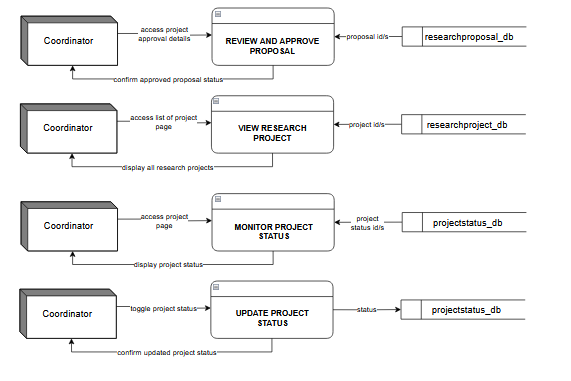 access project
approval details
Coordinator
REVIEW AND APPROVE
PROPOSAL
proposal id/s
researchproposal_db
confirm approved proposal status
access list of project
page
Coordinator
VIEW RESEARCH
PROJECT
project id/s
researchproject_db
display all research projects
access project
page
Coordinator
MONITOR PROJECT
STATUS
project
status id/s
projectstatus_db
display project status
toggle project status
Coordinator
UPDATE PROJECT
STATUS
status
projectstatus_db
confirm updated project status